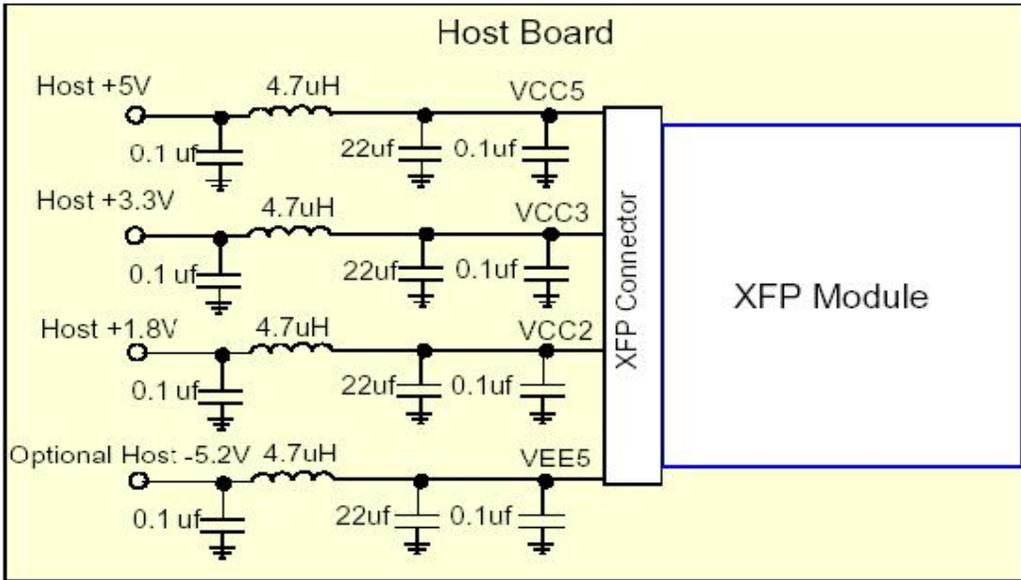 Host Board
Host +5V
4.7uH
VCC5
0.1 uf
22uf
0.1uf
Host +3.3V
4.7uH
VCC3
0.1 uf
22uf
0.1uf
Host +1.8V
4.7uH
VCC2
0.1 uf
22uf
0.1uf
Optional Host -5.2V
4.7uH
VEE5
0.1 uf
22uf
0.1uf
XFP Connector
XFP Module